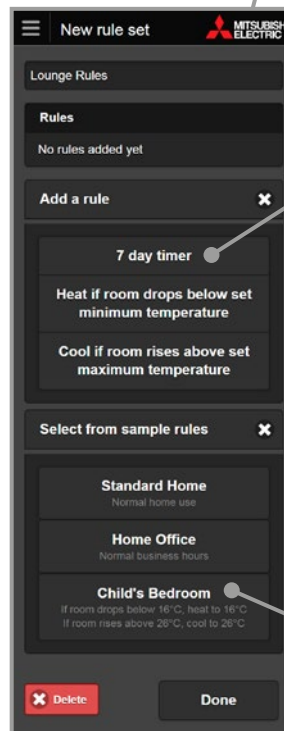 New rule set
MITSUBISHI
ELECTRIC
Lounge Rules
Rules
No rules added yet
Add a rule
7 day timer
Heat if room drops below set
minimum temperature
Cool if room rises above set
maximum temperature
Select from sample rules
Standard Home
Normal home use
Home Office
Normal business hours
Child's Bedroom
If room drops below 16°C, heat to 16°C
If room rises above 26°C, cool to 26°C
Delete
Done